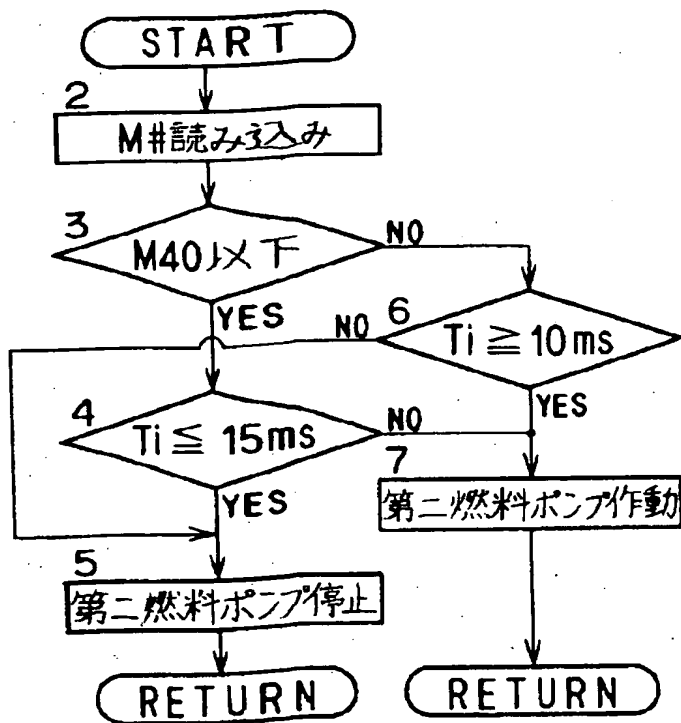 START
2
M#読み込み
3
M40以下
NO
YES
6
Ti ≧ 10ms
NO
YES
4
Ti ≦ 15ms
NO
YES
7
第二燃料ポンプ作動
5
第二燃料ポンプ停止
RETURN
RETURN